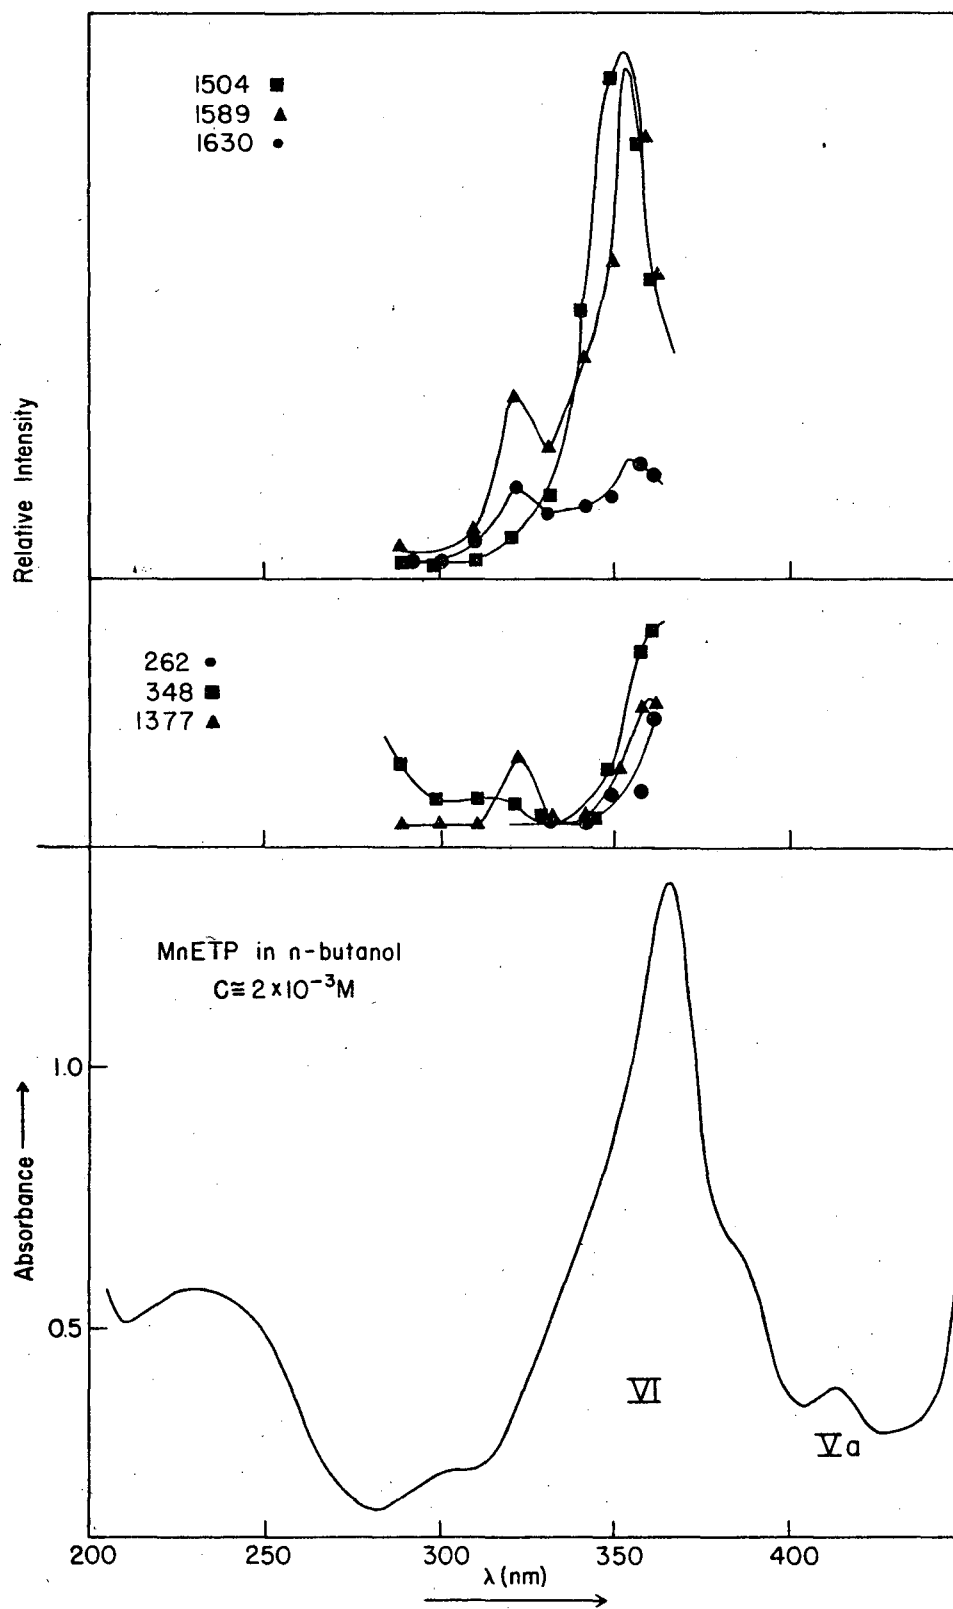 1504 ■
1589 ▲
1630 ●
Relative Intensity
262 ●
348 ■
1377 ▲
MnETP in n-butanol
C≅2×10⁻³M
1.0
Absorbance →
0.5
VI
Va
200 250 300 350 400
λ(nm)